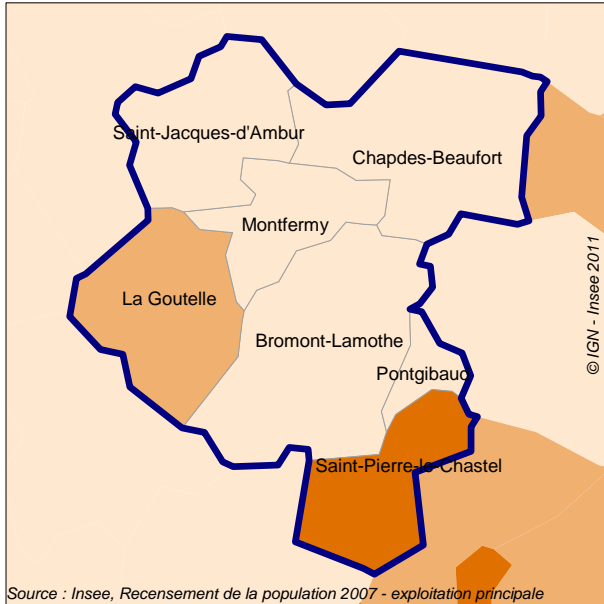 Saint-Jacques-d'Ambur
Chapdes-Beaufort
Montfermy
La Goutelle
Bromont-Lamothe
Pontgibaud
Saint-Pierre-le-Chastel
© IGN - Insee 2011
Source : Insee, Recensement de la population 2007 - exploitation principale